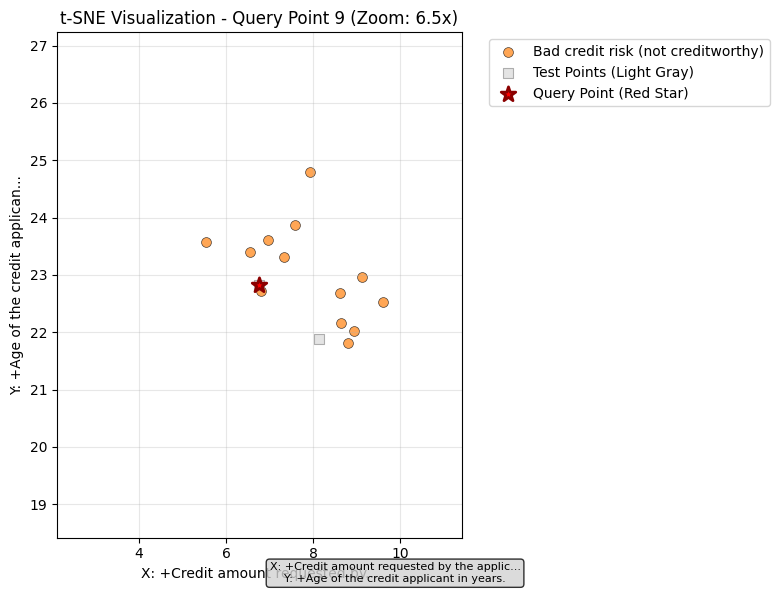 t-SNE Visualization - Query Point 9 (Zoom: 6.5x)
27
26
25
24
23
22
21
20
19
4
6
8
10
Y: +Age of the credit applican...
X: +Credit amount requested by
X: +Credit amount requested by the applic...
Y: +Age of the credit applicant in years.
Bad credit risk (not creditworthy)
Test Points (Light Gray)
Query Point (Red Star)